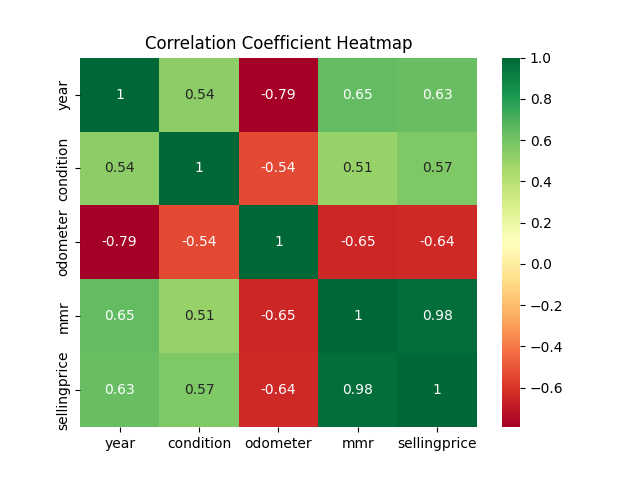 Correlation Coefficient Heatmap
year 1 0.54 -0.79 0.65 0.63
condition 0.54 1 -0.54 0.51 0.57
odometer -0.79 -0.54 1 -0.65 -0.64
mmr 0.65 0.51 -0.65 1 0.98
sellingprice 0.63 0.57 -0.64 0.98 1
year condition odometer mmr sellingprice
1.0
0.8
0.6
0.4
0.2
0.0
−0.2
−0.4
−0.6